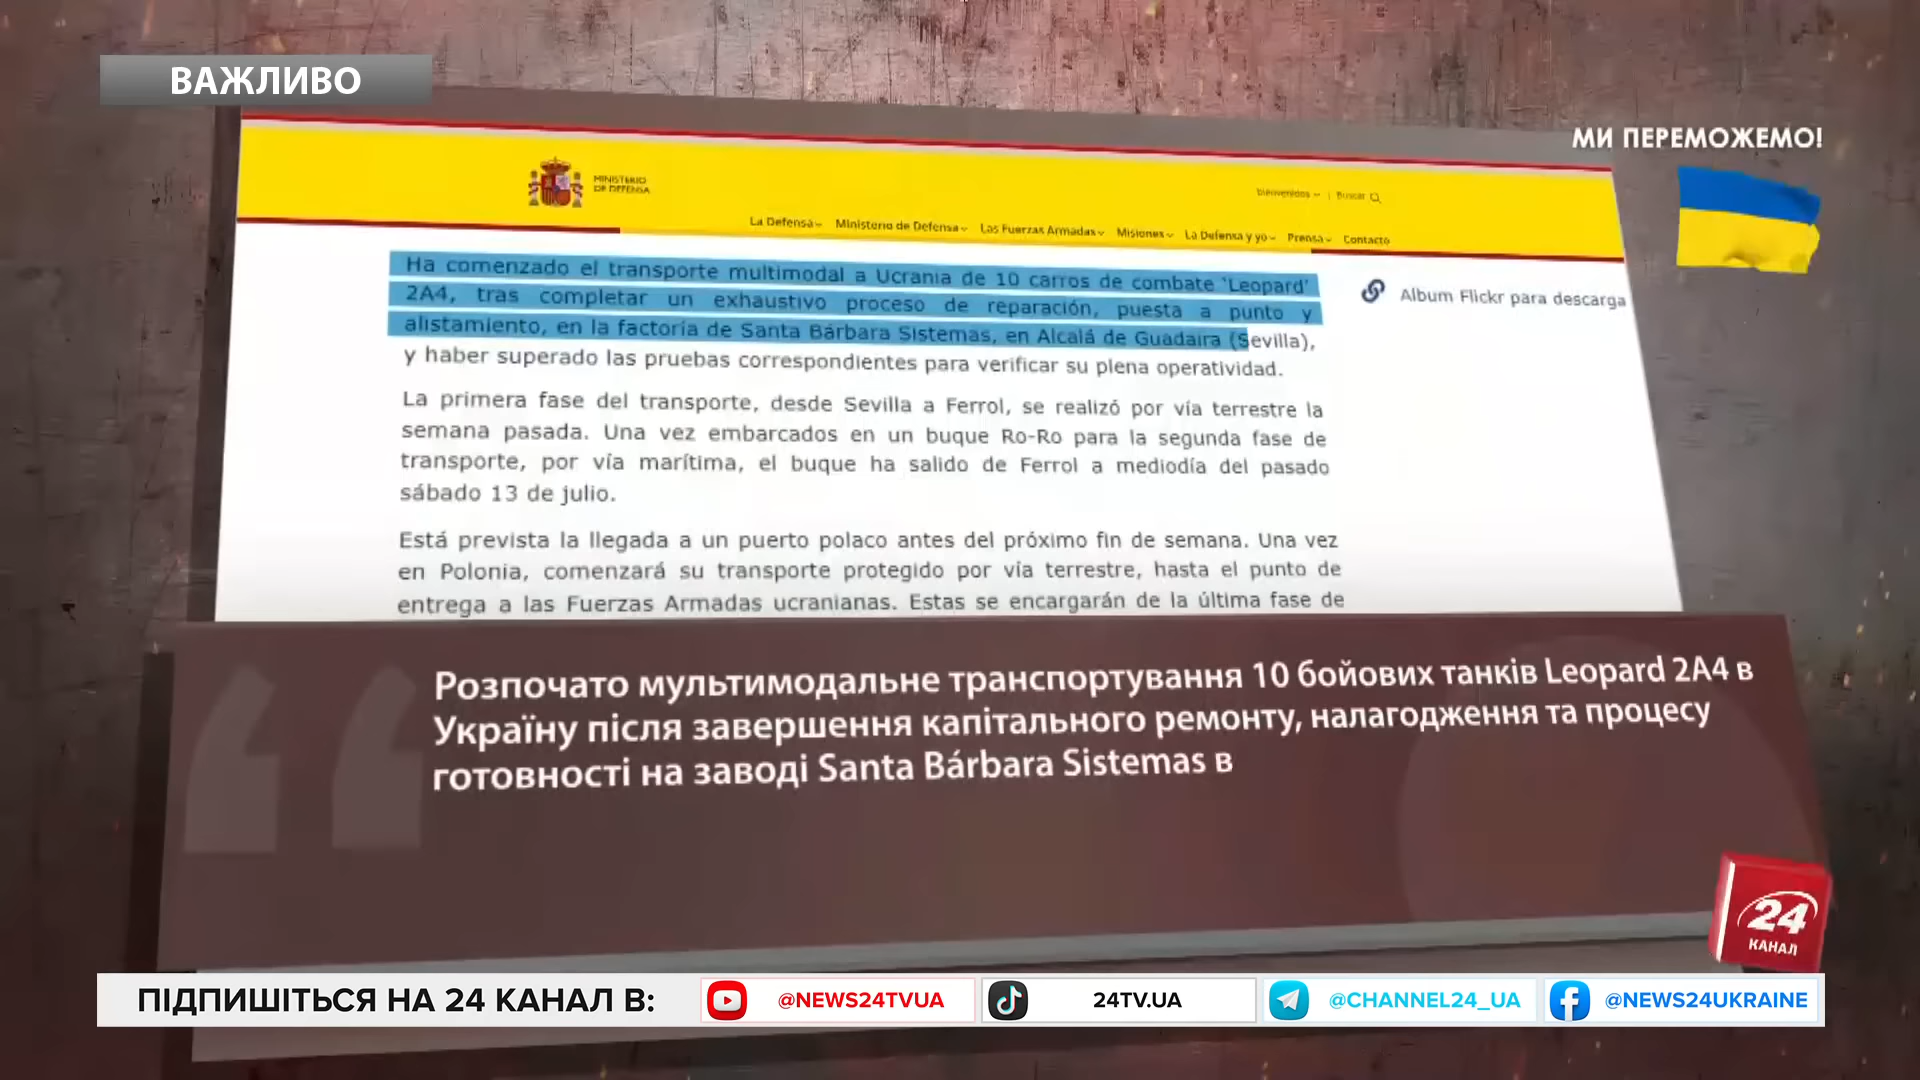 ВАЖЛИВО
МИ ПЕРЕМОЖЕМО!
MINISTERIO
DE DEFENSA
Bienvenidos | Buscar
La Defensa Ministerio de Defensa Las Fuerzas Armadas Misiones La Defensa y yo Prensa Contacto
Ha comenzado el transporte multimodal a Ucrania de 10 carros de combate 'Leopard'
2A4, tras completar un exhaustivo proceso de reparación, puesta a punto y
alistamiento, en la factoría de Santa Bárbara Sistemas, en Alcalá de Guadaira (Sevilla),
y haber superado las pruebas correspondientes para verificar su plena operatividad.
Album Flickr para descarga
La primera fase del transporte, desde Sevilla a Ferrol, se realizó por vía terrestre la
semana pasada. Una vez embarcados en un buque Ro-Ro para la segunda fase de
transporte, por vía marítima, el buque ha salido de Ferrol a mediodía del pasado
sábado 13 de julio.
Está prevista la llegada a un puerto polaco antes del próximo fin de semana. Una vez
en Polonia, comenzará su transporte protegido por vía terrestre, hasta el punto de
entrega a las Fuerzas Armadas ucranianas. Estas se encargarán de la última fase de
Розпочато мультимодальне транспортування 10 бойових танків Leopard 2A4 в
Україну після завершення капітального ремонту, налагодження та процесу
готовності на заводі Santa Bárbara Sistemas в
24
КАНАЛ
ПІДПИШІТЬСЯ НА 24 КАНАЛ В: @NEWS24TVUA 24TV.UA @CHANNEL24_UA @NEWS24UKRAINE